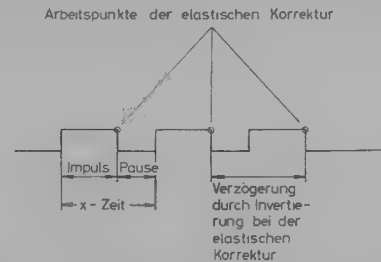 Arbeitspunkte der elastischen Korrektur
Impuls Pause
x - Zeit
Verzögerung
durch Invertie-
rung bei der
elastischen
Korrektur